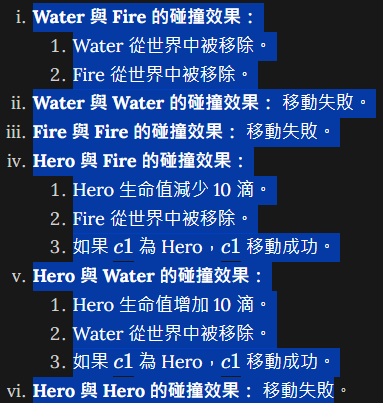 i. Water 與 Fire 的碰撞效果：
1. Water 從世界中被移除。
2. Fire 從世界中被移除。
ii. Water 與 Water 的碰撞效果： 移動失敗。
iii. Fire 與 Fire 的碰撞效果： 移動失敗。
iv. Hero 與 Fire 的碰撞效果：
1. Hero 生命值減少 10 滴。
2. Fire 從世界中被移除。
3. 如果 c1 為 Hero，c1 移動成功。
v. Hero 與 Water 的碰撞效果：
1. Hero 生命值增加 10 滴。
2. Water 從世界中被移除。
3. 如果 c1 為 Hero，c1 移動成功。
vi. Hero 與 Hero 的碰撞效果： 移動失敗。